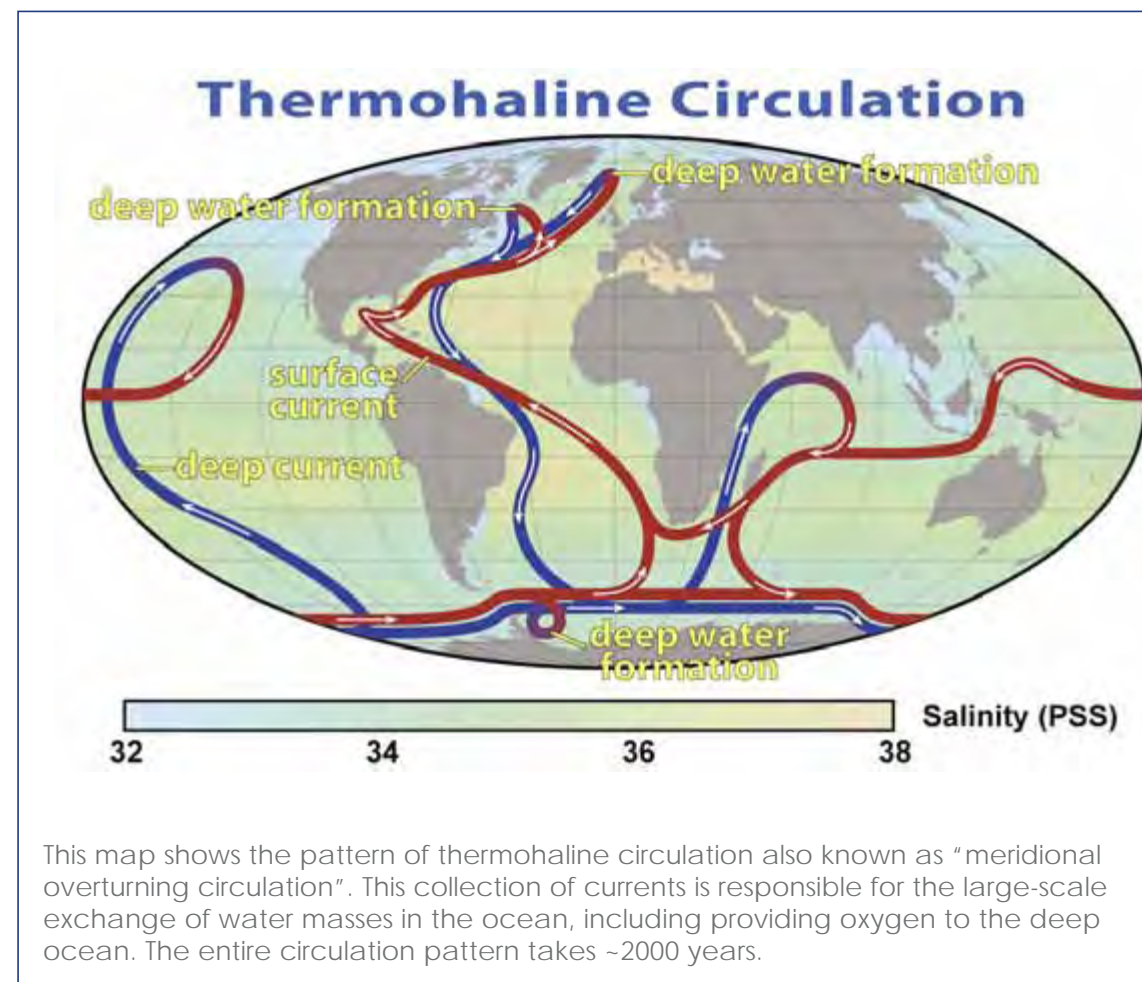 Thermohaline Circulation
deep water formation
deep water formation
surface
current
deep current
deep water
formation
Salinity (PSS)
32 34 36 38
This map shows the pattern of thermohaline circulation also known as “meridional
overturning circulation”. This collection of currents is responsible for the large-scale
exchange of water masses in the ocean, including providing oxygen to the deep
ocean. The entire circulation pattern takes ~2000 years.